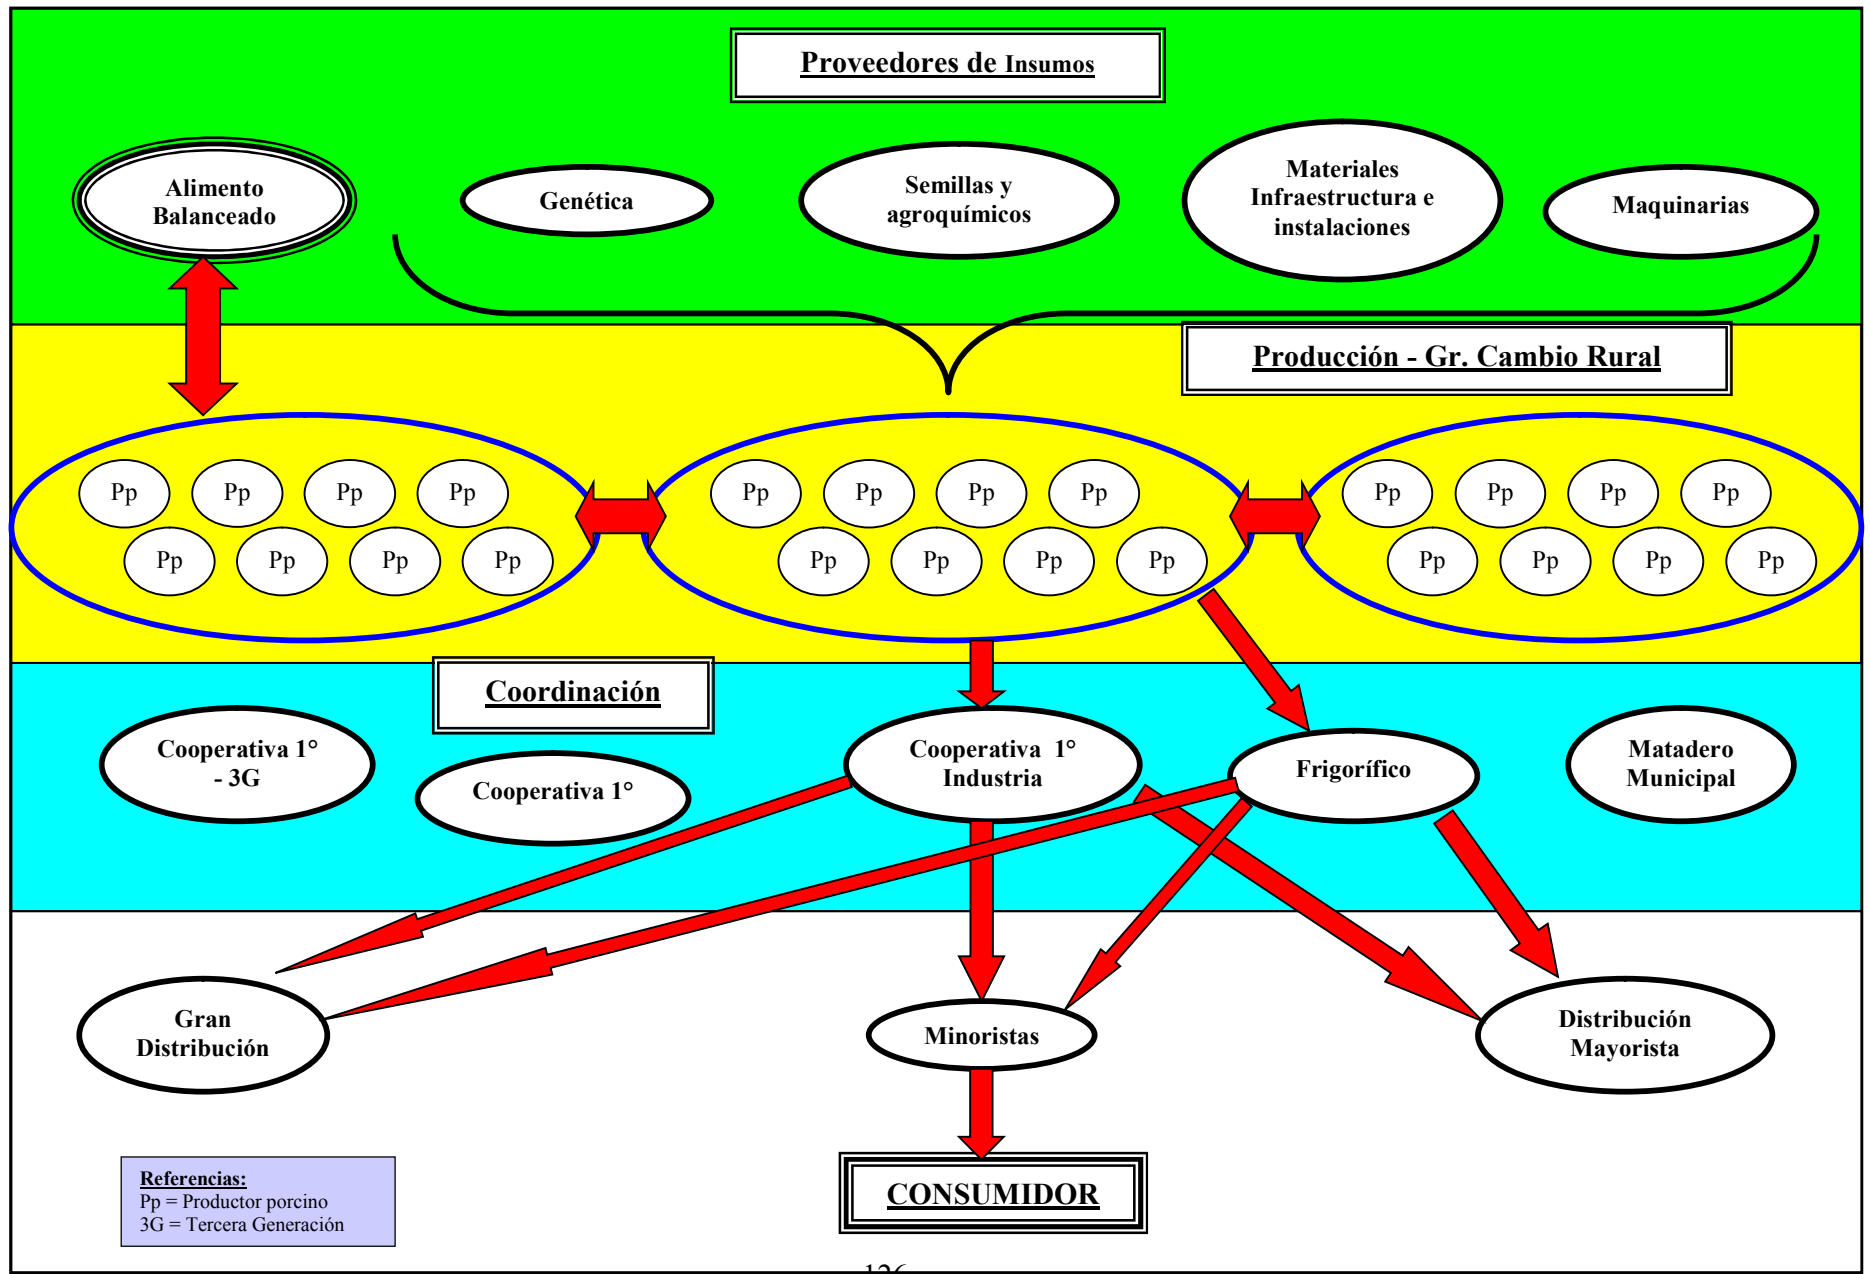 Proveedores de Insumos
Alimento
Balanceado
Genética
Semillas y
agroquímicos
Materiales
Infraestructura e
instalaciones
Maquinarias
Producción - Gr. Cambio Rural
Pp Pp Pp Pp
Pp Pp Pp Pp
Pp Pp Pp Pp
Pp Pp Pp Pp
Pp Pp Pp Pp
Pp Pp Pp Pp
Coordinación
Cooperativa 1°
- 3G
Cooperativa 1°
Cooperativa 1°
Industria
Frigorífico
Matadero
Municipal
Gran
Distribución
Minoristas
Distribución
Mayorista
CONSUMIDOR
Referencias:
Pp = Productor porcino
3G = Tercera Generación